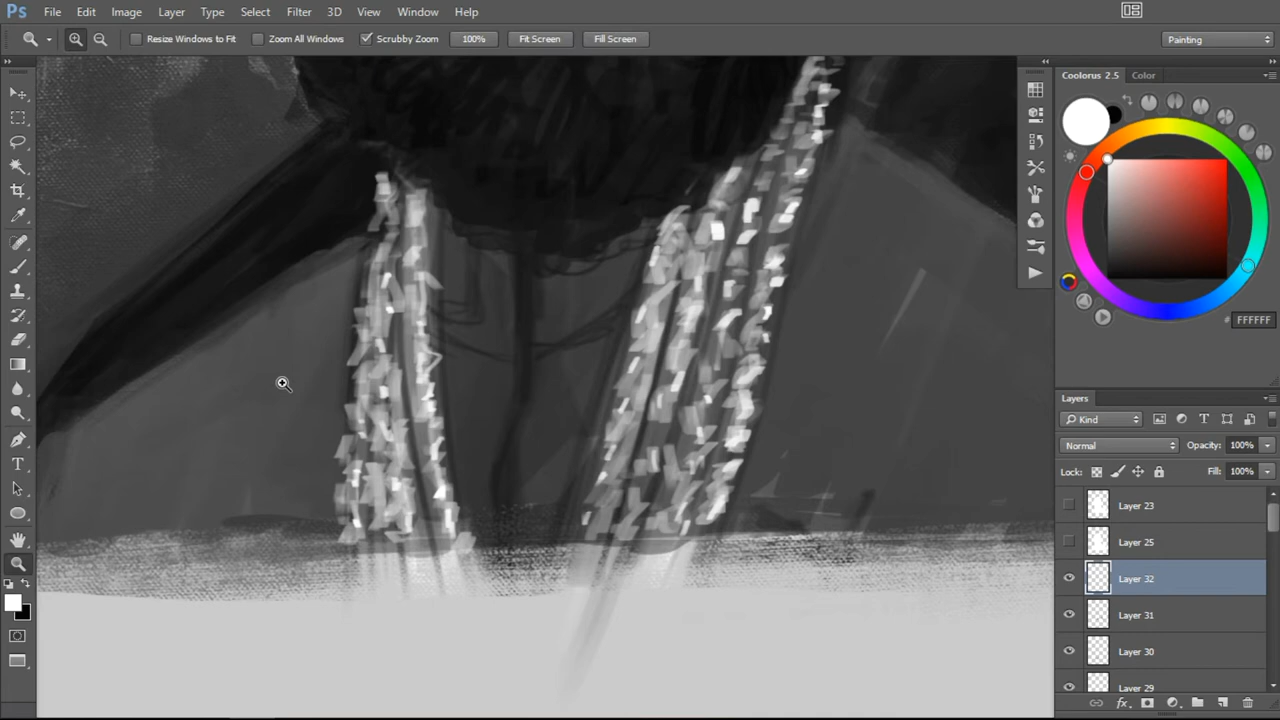 Ps File Edit Image Layer Type Select Filter 3D View Window Help
Resize Windows to Fit Zoom All Windows Scrubby Zoom 100% Fit Screen Fill Screen Painting
Coolorus 2.5 Color
# FFFFFF
Layers
Kind
Normal Opacity: 100%
Lock: Fill: 100%
Layer 23
Layer 25
Layer 32
Layer 31
Layer 30
Layer 29